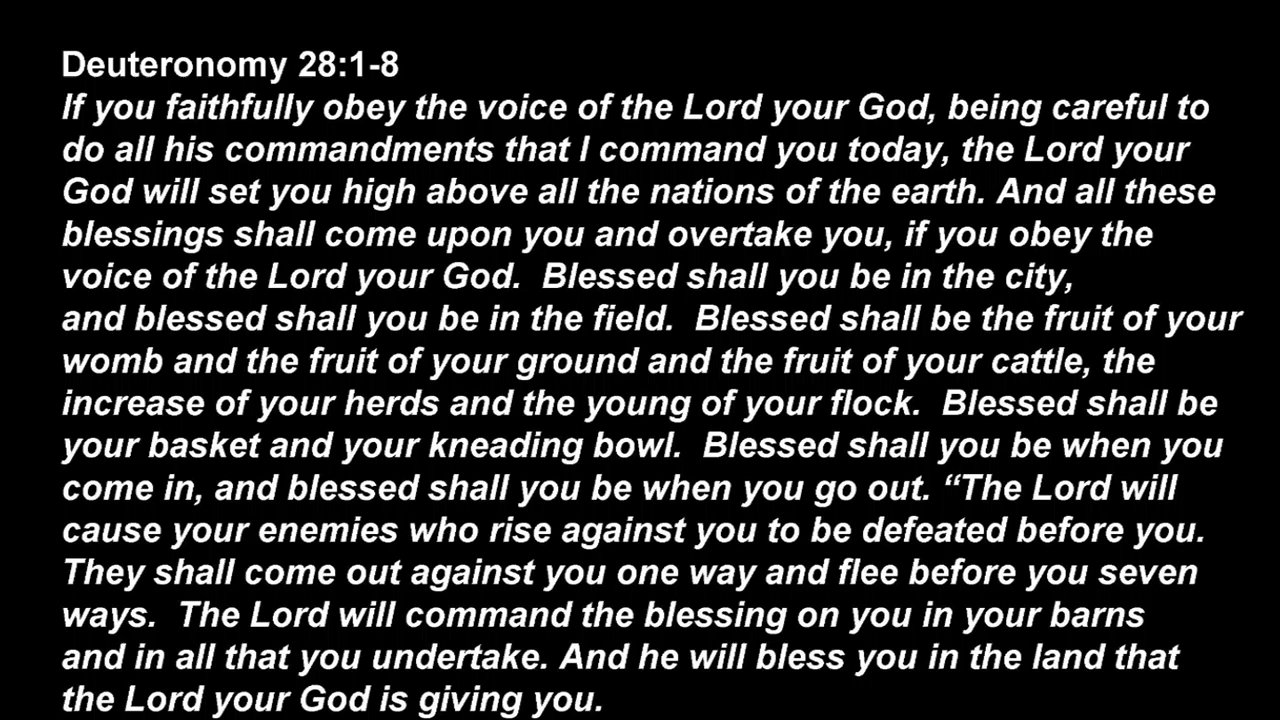 Deuteronomy 28:1-8
If you faithfully obey the voice of the Lord your God, being careful to
do all his commandments that I command you today, the Lord your
God will set you high above all the nations of the earth. And all these
blessings shall come upon you and overtake you, if you obey the
voice of the Lord your God.  Blessed shall you be in the city,
and blessed shall you be in the field.  Blessed shall be the fruit of your
womb and the fruit of your ground and the fruit of your cattle, the
increase of your herds and the young of your flock.  Blessed shall be
your basket and your kneading bowl.  Blessed shall you be when you
come in, and blessed shall you be when you go out. “The Lord will
cause your enemies who rise against you to be defeated before you.
They shall come out against you one way and flee before you seven
ways.  The Lord will command the blessing on you in your barns
and in all that you undertake. And he will bless you in the land that
the Lord your God is giving you.